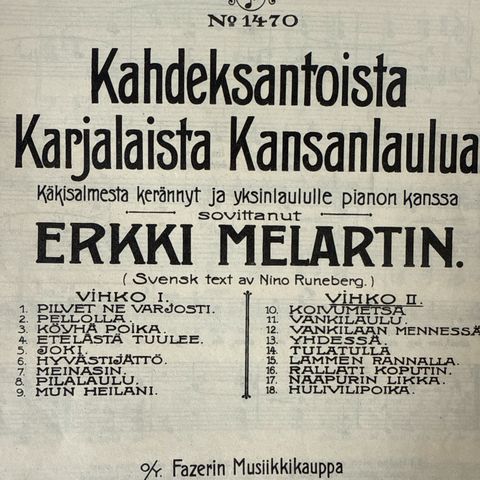 No 1470
Kahdeksantoista
Karjalaista Kansanlaulua
Käkisalmesta kerännyt ja yksinlaululle pianon kanssa
sovittanut
ERKKI MELARTIN.
(Svensk text av Nino Runeberg.)
VIHKO I.
1. PILVET NE VARJOSTI.
2. PELLOLLA.
3. KÖYHÄ POIKA.
4. ETELÄSTÄ TUULEE.
5. JOKI.
6. HYVÄSTIJÄTTÖ.
7. MEINASIN.
8. PILALAULU.
9. MUN HEILANI.
VIHKO II.
10. KOIVUMETSÄ
11. VANKILAULU.
12. VANKILAAN MENNESSÄ
13. YHDESSÄ.
14. TULATULLA
15. LAMMEN RANNALLA.
16. RALLATI KOPUTIN.
17. NAAPURIN LIKKA.
18. HULIVILIPOIKA.
O/Y. Fazerin Musiikkikauppa